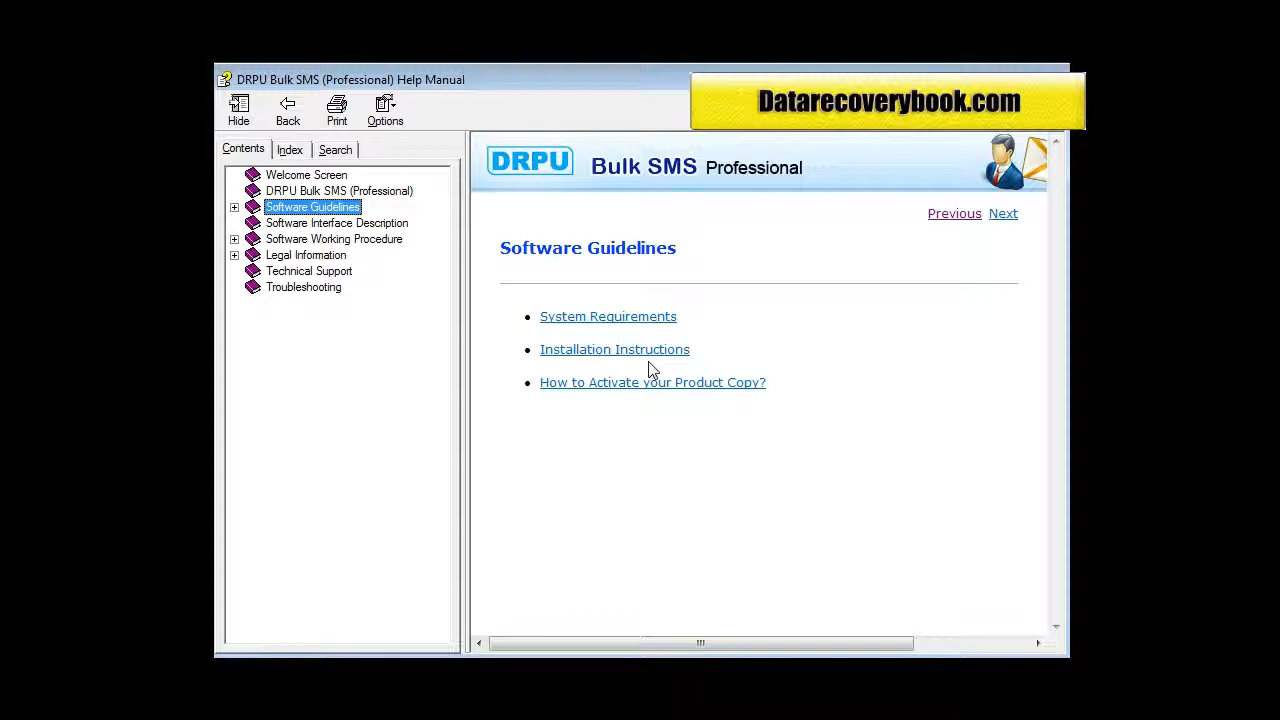 DRPU Bulk SMS (Professional) Help Manual
Datarecoverybook.com
Hide Back Print Options
Contents Index Search
Welcome Screen
DRPU Bulk SMS (Professional)
Software Guidelines
Software Interface Description
Software Working Procedure
Legal Information
Technical Support
Troubleshooting
DRPU Bulk SMS Professional
Previous Next
Software Guidelines
System Requirements
Installation Instructions
How to Activate your Product Copy?